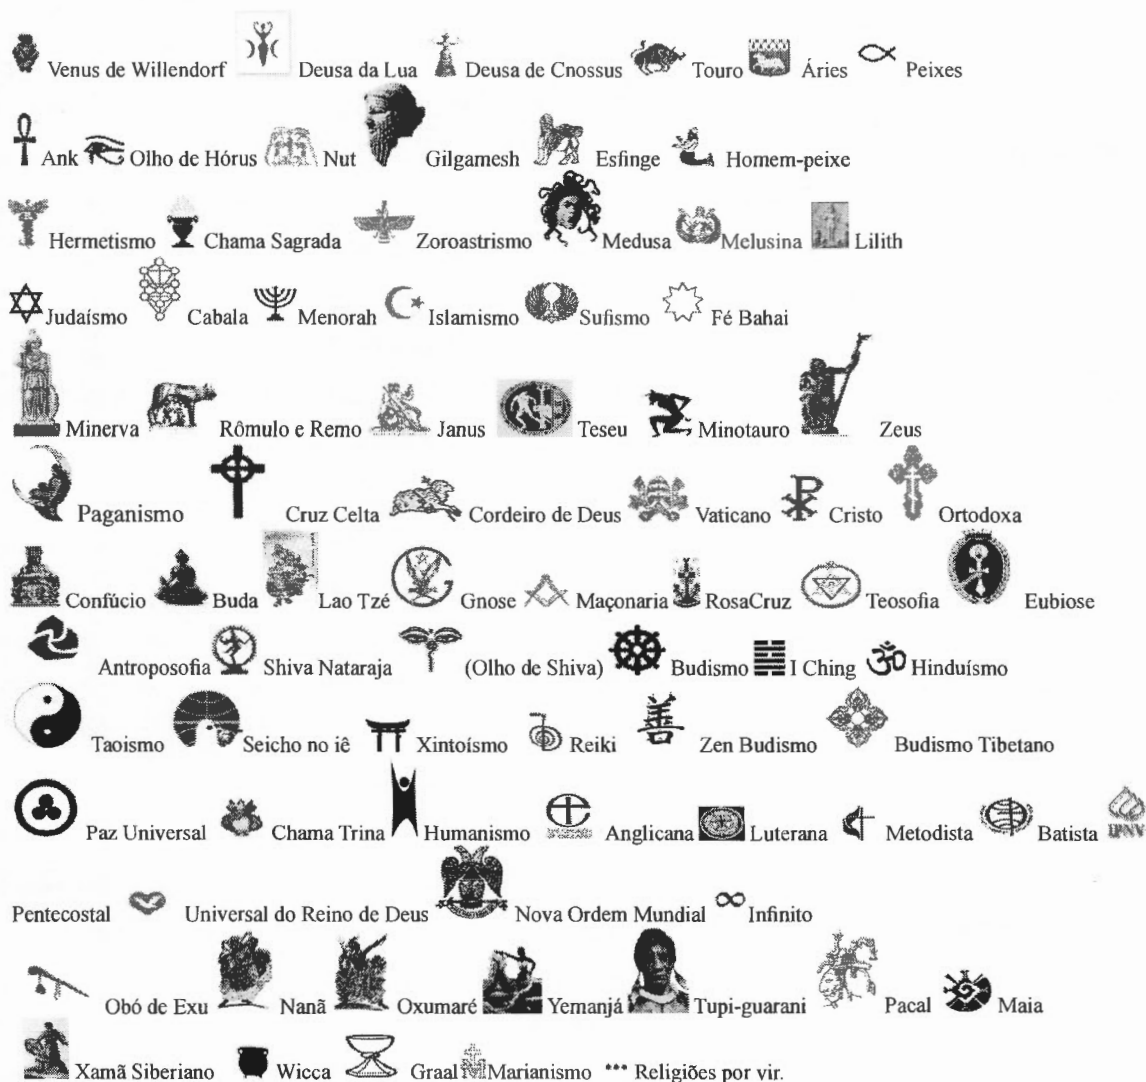 Venus de Willendorf Deusa da Lua Deusa de Cnossus Touro Áries Peixes
Ank Olho de Hórus Nut Gilgamesh Esfinge Homem-peixe
Hermetismo Chama Sagrada Zoroastrismo Medusa Melusina Lilith
Judaísmo Cabala Menorah Islamismo Sufismo Fé Bahai
Minerva Rômulo e Remo Janus Teseu Minotauro Zeus
Paganismo Cruz Celta Cordeiro de Deus Vaticano Cristo Ortodoxa
Confúcio Buda Lao Tzé Gnose Maçonaria RosaCruz Teosofia Eubiose
Antroposofia Shiva Nataraja (Olho de Shiva) Budismo I Ching ॐ Hinduísmo
Taoismo Seicho no iê Xintoísmo Reiki 善 Zen Budismo Budismo Tibetano
Paz Universal Chama Trina Humanismo Anglicana Luterana Metodista Batista
Pentecostal Universal do Reino de Deus Nova Ordem Mundial ∞ Infinito
Obó de Exu Nanã Oxumaré Yemanjá Tupi-guarani Pacal Maia
Xamã Siberiano Wicca Graal Marianismo *** Religiões por vir.